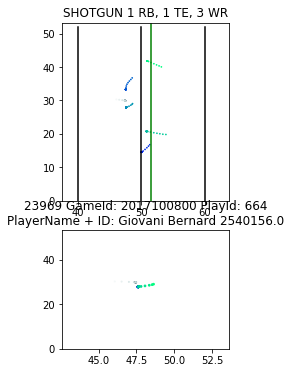 SHOTGUN 1 RB, 1 TE, 3 WR
50
40
30
20
10
0
40 50 60
23969 GameId: 2017100800 PlayId: 664
PlayerName + ID: Giovani Bernard 2540156.0
40
20
0
45.0 47.5 50.0 52.5